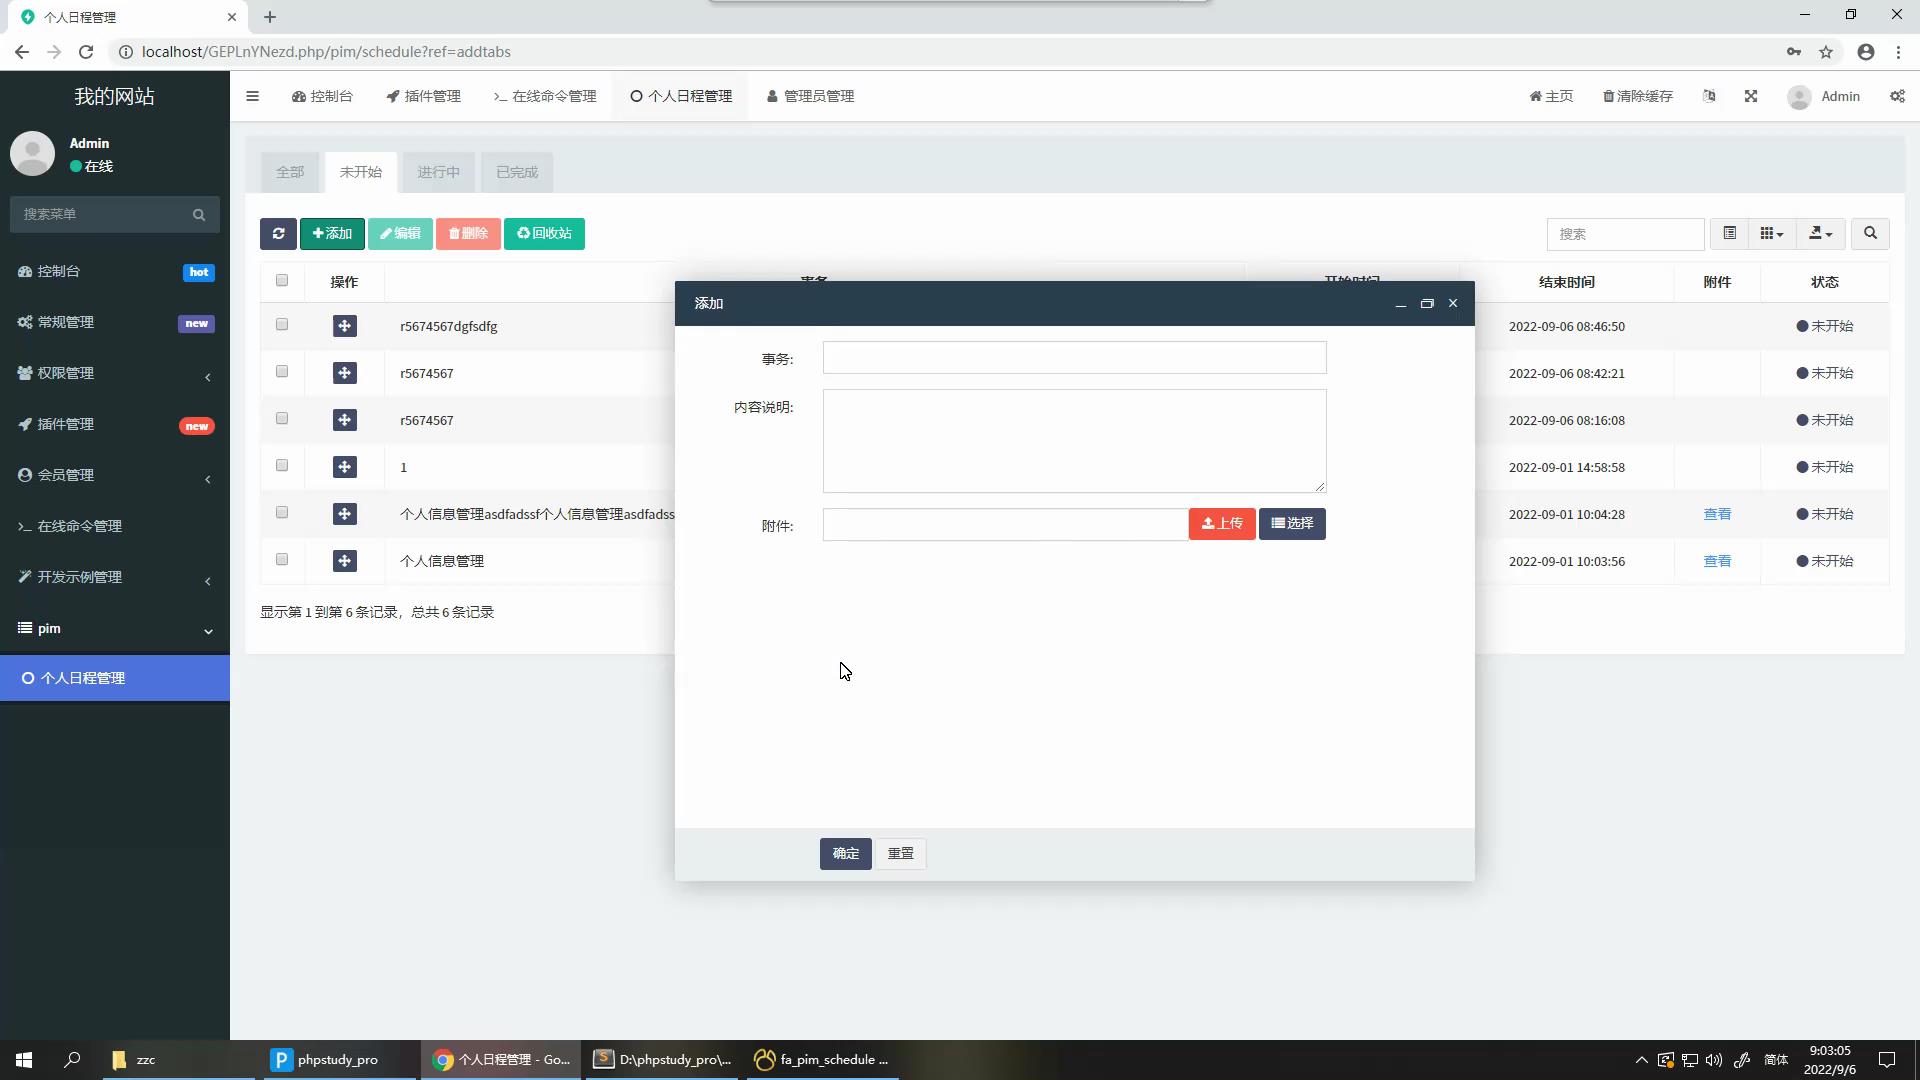 个人日程管理
localhost/GEPLnYNezd.php/pim/schedule?ref=addtabs
我的网站
控制台
插件管理
在线命令管理
个人日程管理
管理员管理
主页
清除缓存
Admin
Admin
在线
搜索菜单
控制台
hot
常规管理
new
权限管理
插件管理
new
会员管理
在线命令管理
开发示例管理
pim
个人日程管理
全部
未开始
进行中
已完成
添加
编辑
删除
回收站
搜索
操作
事务
开始时间
结束时间
附件
状态
r5674567dgfsdfg
2022-09-06 08:46:50
未开始
r5674567
2022-09-06 08:42:21
未开始
r5674567
2022-09-06 08:16:08
未开始
1
2022-09-01 14:58:58
未开始
个人信息管理asdfadssf个人信息管理asdfadss
2022-09-01 10:04:28
查看
未开始
个人信息管理
2022-09-01 10:03:56
查看
未开始
显示第 1 到第 6 条记录，总共 6 条记录
添加
事务:
内容说明:
附件:
上传
选择
确定
重置
zzc
phpstudy_pro
个人日程管理 - Go...
D:\phpstudy_pro\...
fa_pim_schedule ...
简体
9:03:05
2022/9/6